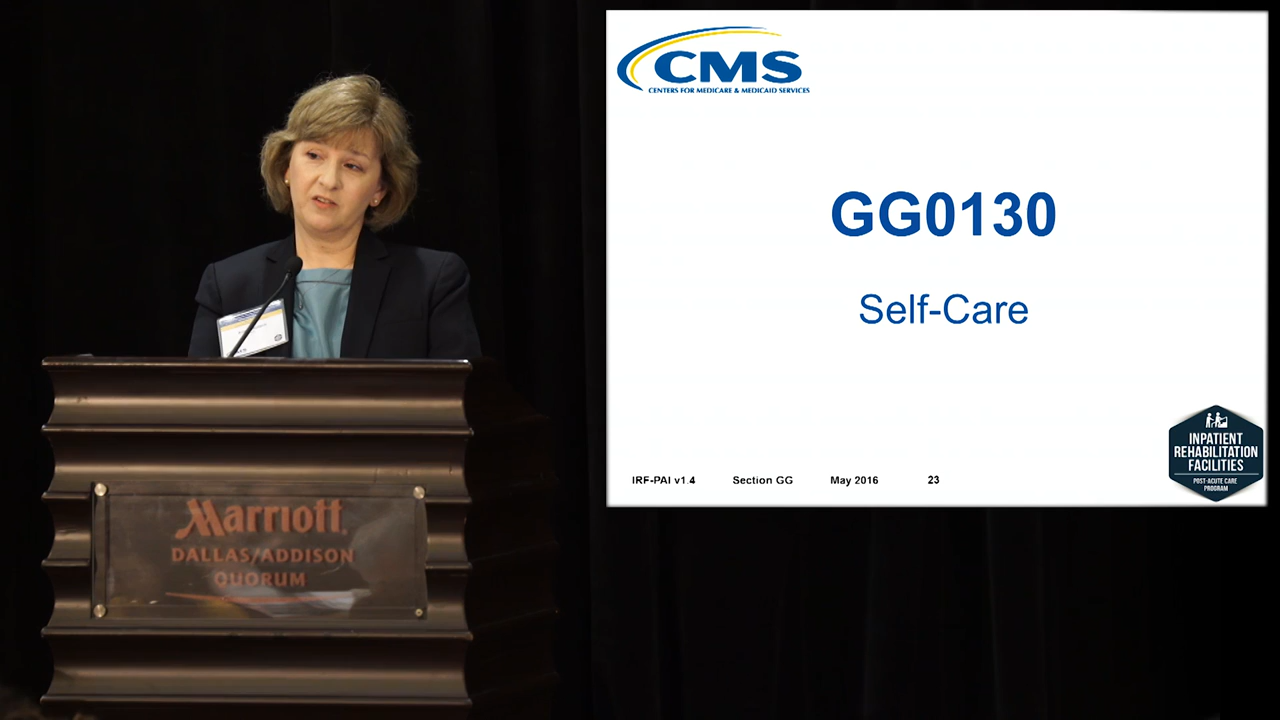 CMS
CENTERS FOR MEDICARE & MEDICAID SERVICES
GG0130
Self-Care
IRF-PAI v1.4 Section GG May 2016 23
INPATIENT
REHABILITATION
FACILITIES
POST-ACUTE CARE
PROGRAM
Marriott
DALLAS/ADDISON
QUORUM